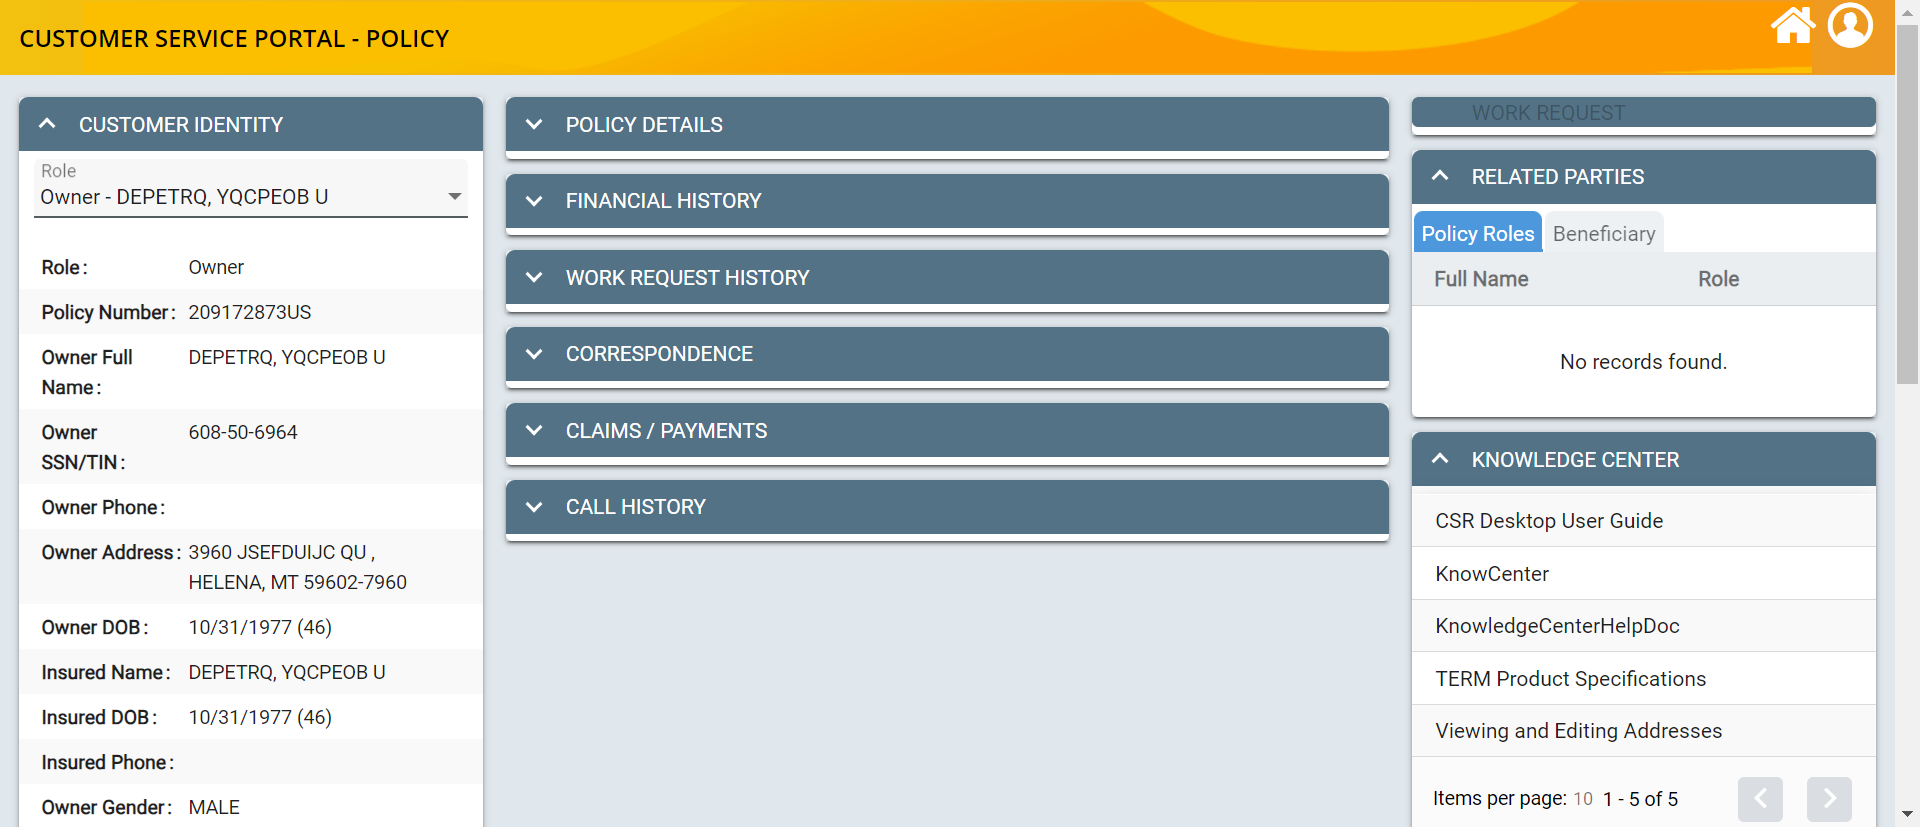 CUSTOMER SERVICE PORTAL - POLICY
CUSTOMER IDENTITY
Role
Owner - DEPETRQ, YQCPEOB U
Role : Owner
Policy Number : 209172873US
Owner Full Name : DEPETRQ, YQCPEOB U
Owner SSN/TIN : 608-50-6964
Owner Phone :
Owner Address : 3960 JSEFDUIJC QU ,
HELENA, MT 59602-7960
Owner DOB : 10/31/1977 (46)
Insured Name : DEPETRQ, YQCPEOB U
Insured DOB : 10/31/1977 (46)
Insured Phone :
Owner Gender : MALE
POLICY DETAILS
FINANCIAL HISTORY
WORK REQUEST HISTORY
CORRESPONDENCE
CLAIMS / PAYMENTS
CALL HISTORY
WORK REQUEST
RELATED PARTIES
Policy Roles Beneficiary
Full Name Role
No records found.
KNOWLEDGE CENTER
CSR Desktop User Guide
KnowCenter
KnowledgeCenterHelpDoc
TERM Product Specifications
Viewing and Editing Addresses
Items per page: 10 1 - 5 of 5